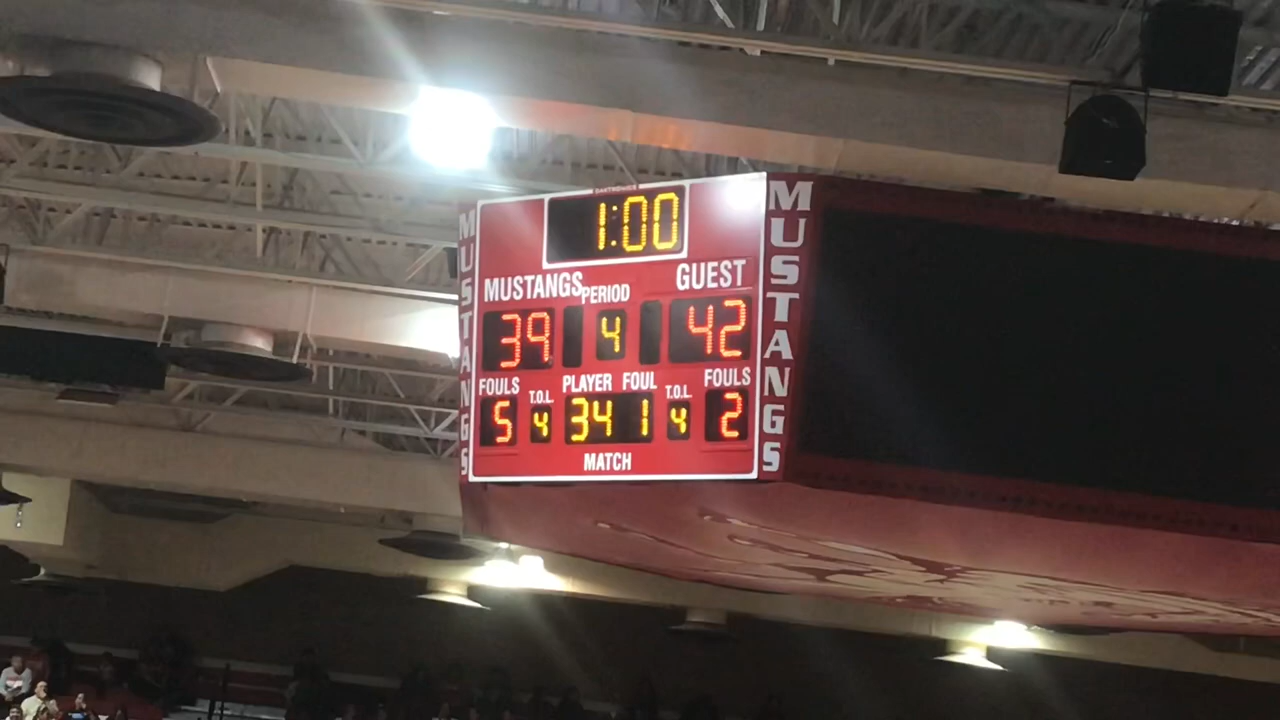 DAKTRONICS
1:00
MUSTANGS PERIOD GUEST
39 4 42
FOULS T.O.L. PLAYER FOUL T.O.L. FOULS
5 4 34 1 4 2
MATCH
MUSTANGS
MUSTANGS